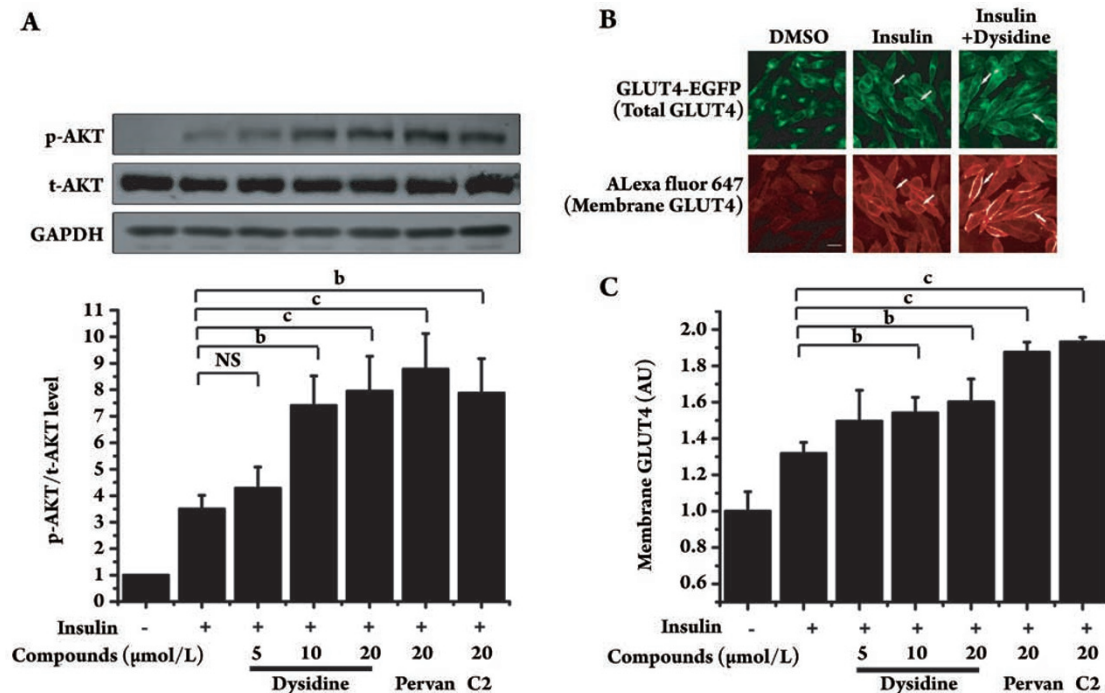 A
p-AKT
t-AKT
GAPDH
b
c
c
b
NS
11
10
9
8
7
6
5
4
3
2
1
0
p-AKT/t-AKT level
Insulin - + + + + + +
Compounds (µmol/L) 5 10 20 20 20
Dysidine Pervan C2
B
DMSO Insulin Insulin
+Dysidine
GLUT4-EGFP
(Total GLUT4)
ALexa fluor 647
(Membrane GLUT4)
C
c
c
b
b
2.0
1.8
1.6
1.4
1.2
1.0
0.8
0.6
Membrane GLUT4 (AU)
Insulin - + + + + + +
Compounds (µmol/L) 5 10 20 20 20
Dysidine Pervan C2